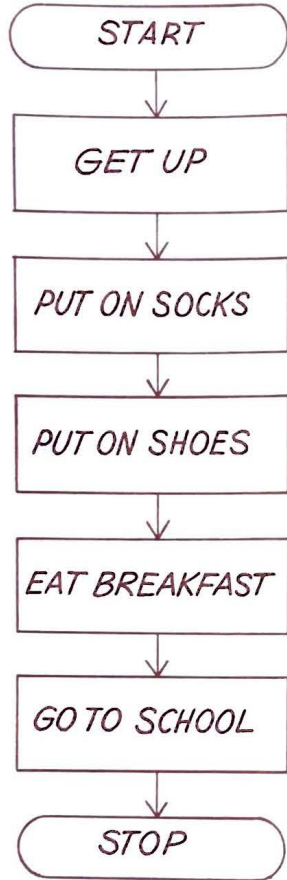 START
GET UP
PUT ON SOCKS
PUT ON SHOES
EAT BREAKFAST
GO TO SCHOOL
STOP